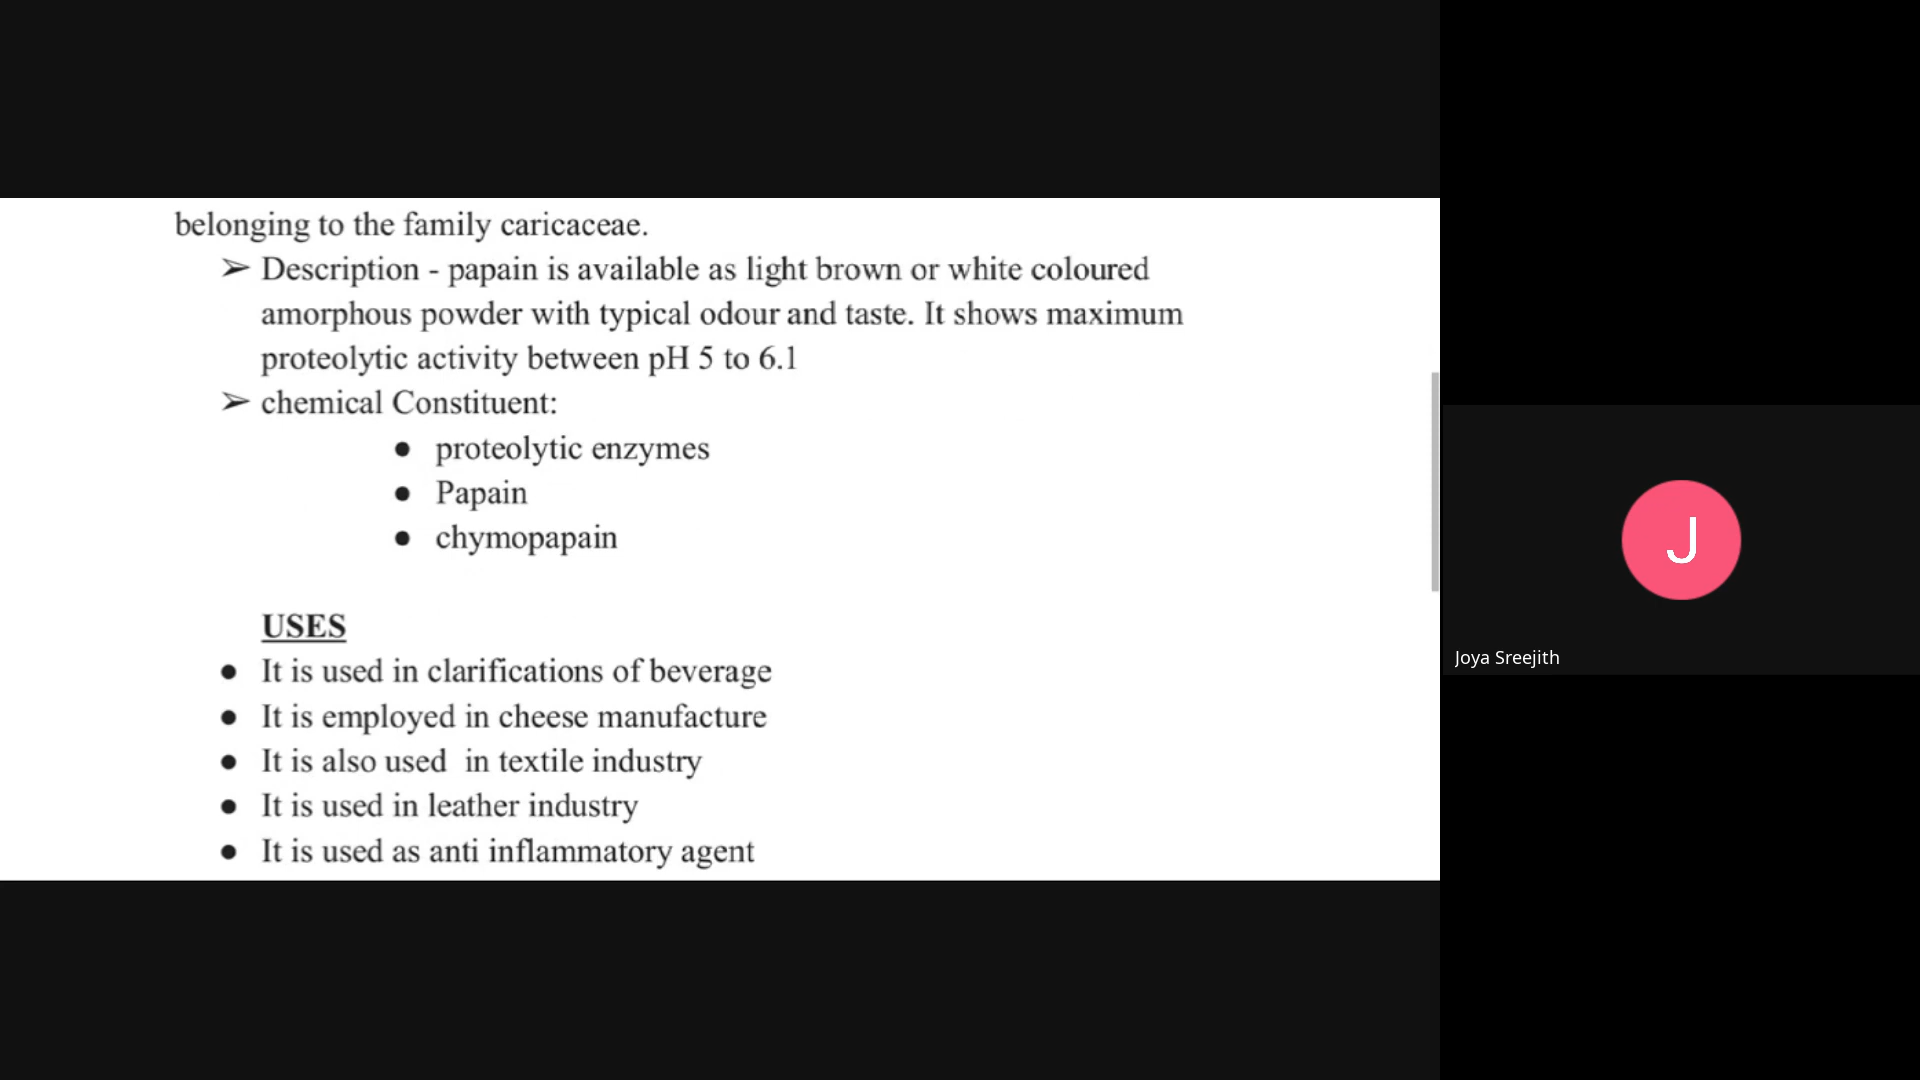 belonging to the family caricaceae.
➢ Description - papain is available as light brown or white coloured
amorphous powder with typical odour and taste. It shows maximum
proteolytic activity between pH 5 to 6.1
➢ chemical Constituent:
● proteolytic enzymes
● Papain
● chymopapain
USES
● It is used in clarifications of beverage
● It is employed in cheese manufacture
● It is also used  in textile industry
● It is used in leather industry
● It is used as anti inflammatory agent
J
Joya Sreejith